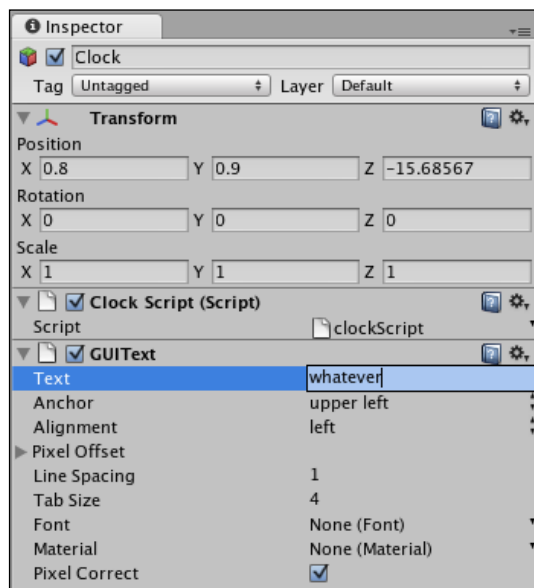 Inspector
Clock
Tag Untagged Layer Default
Transform
Position
X 0.8 Y 0.9 Z -15.68567
Rotation
X 0 Y 0 Z 0
Scale
X 1 Y 1 Z 1
Clock Script (Script)
Script clockScript
GUIText
Text whatever
Anchor upper left
Alignment left
Pixel Offset
Line Spacing 1
Tab Size 4
Font None (Font)
Material None (Material)
Pixel Correct